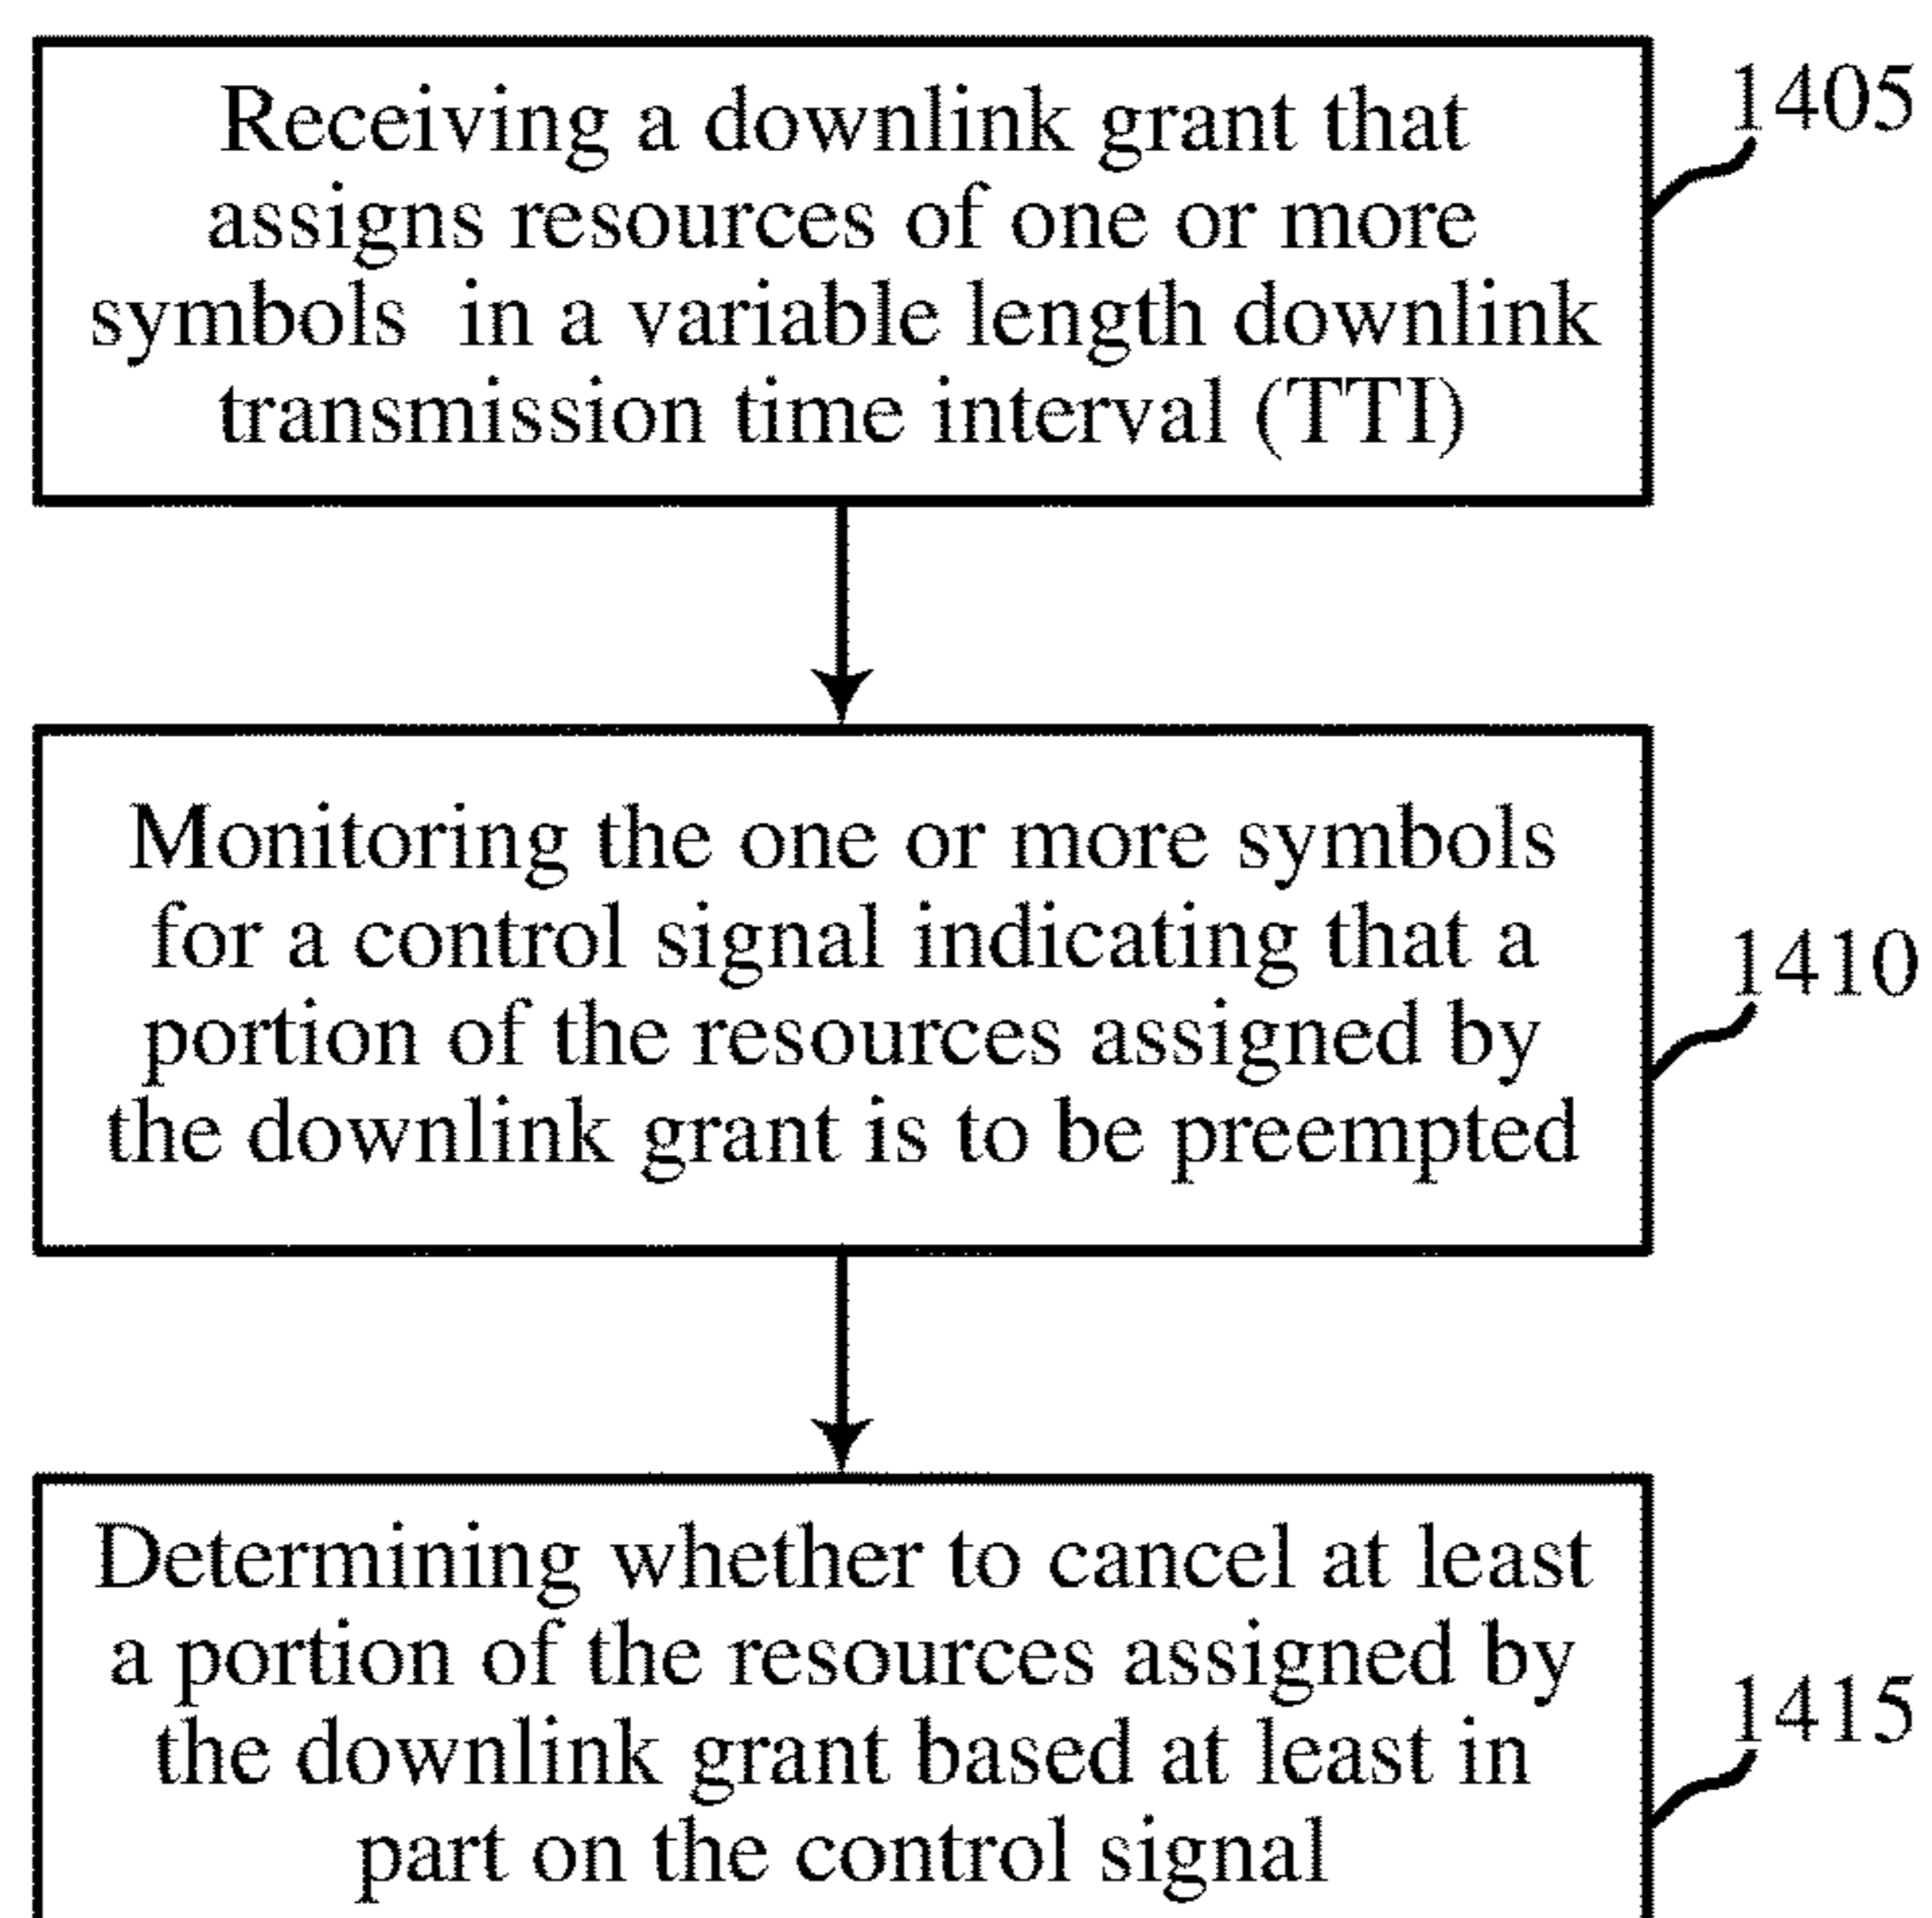 Receiving a downlink grant that
assigns resources of one or more
symbols in a variable length downlink
transmission time interval (TTI)
1405
Monitoring the one or more symbols
for a control signal indicating that a
portion of the resources assigned by
the downlink grant is to be preempted
1410
Determining whether to cancel at least
a portion of the resources assigned by
the downlink grant based at least in
part on the control signal
1415